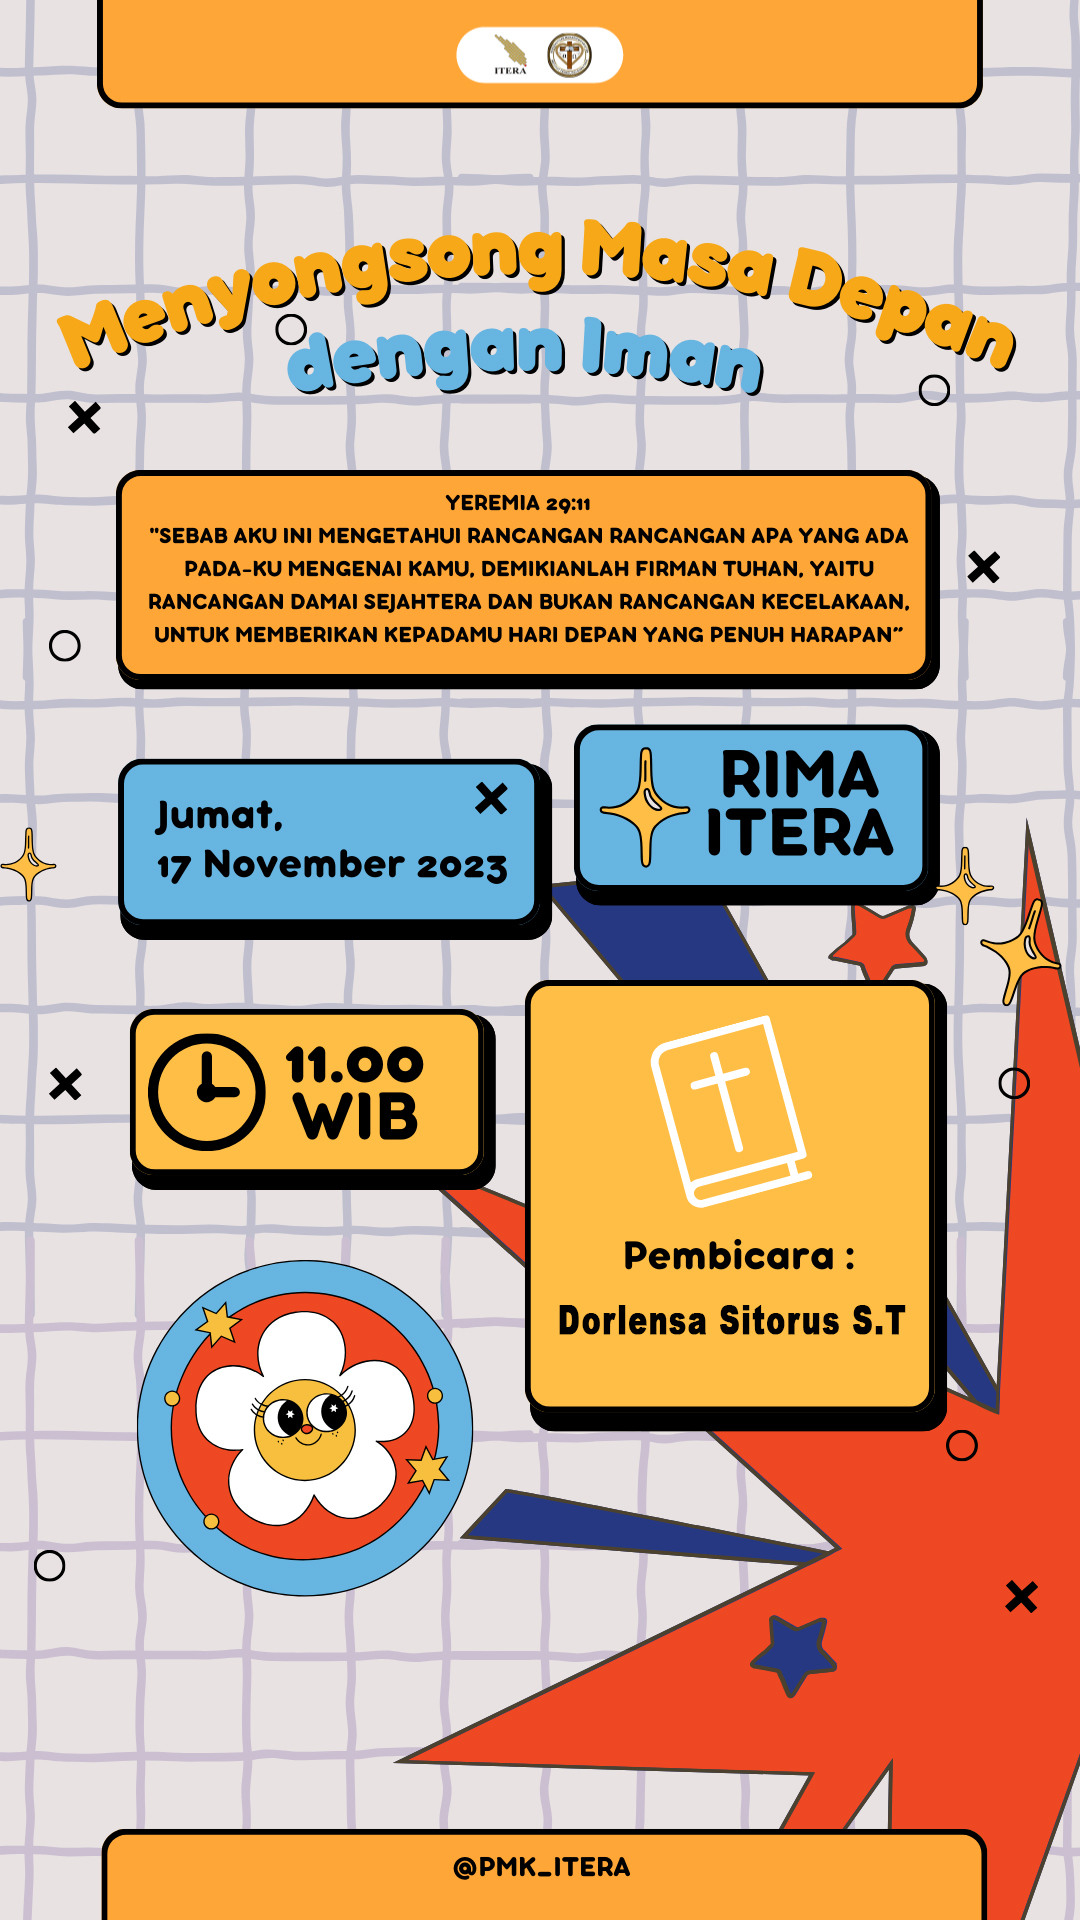 ITERA
Menyongsong Masa Depan
dengan Iman
YEREMIA 29:11
"SEBAB AKU INI MENGETAHUI RANCANGAN RANCANGAN APA YANG ADA
PADA-KU MENGENAI KAMU, DEMIKIANLAH FIRMAN TUHAN, YAITU
RANCANGAN DAMAI SEJAHTERA DAN BUKAN RANCANGAN KECELAKAAN,
UNTUK MEMBERIKAN KEPADAMU HARI DEPAN YANG PENUH HARAPAN"
Jumat,
17 November 2023
RIMA
ITERA
11.00
WIB
Pembicara :
Dorlensa Sitorus S.T
@PMK_ITERA